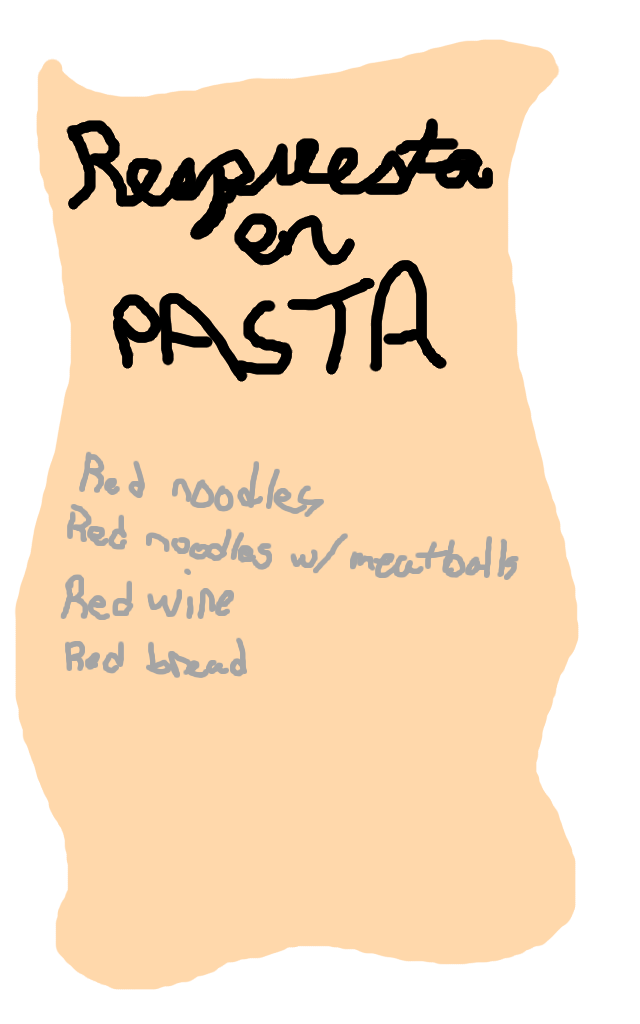 Respuesta
en
PASTA
Red noodles
Red noodles w/ meatballs
Red wine
Red bread